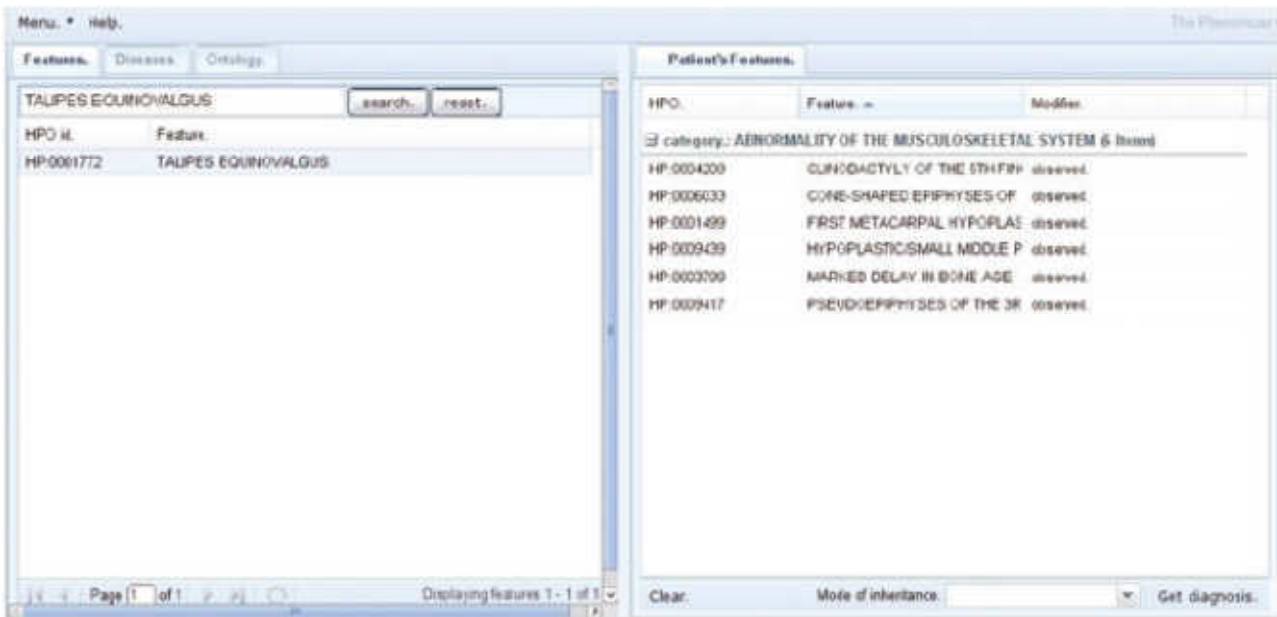 Menu. Help.
Features. Diseases Ontology.
TALIPES EQUINOVALGUS search. reset.
HPO id. Feature.
HP:0001772 TALIPES EQUINOVALGUS
Page 1 of 1 Displaying features 1 - 1 of 1
Patient's Features.
HPO. Feature. Modifier.
category.: ABNORMALITY OF THE MUSCULOSKELETAL SYSTEM (6 Items)
HP:0004209 CLINODACTYLY OF THE 5TH FIN observed.
CONE-SHAPED EPIPHYSES OF observed.
HP:0001499 FIRST METACARPAL HYPOPLAS observed.
HP:0009439 HYPOPLASTIC/SMALL MIDDLE P observed.
MARKED DELAY IN BONE AGE observed.
HP:0009417 PSEUDOEPIPHYSES OF THE 3R observed.
Clear. Mode of inheritance. Get diagnosis.